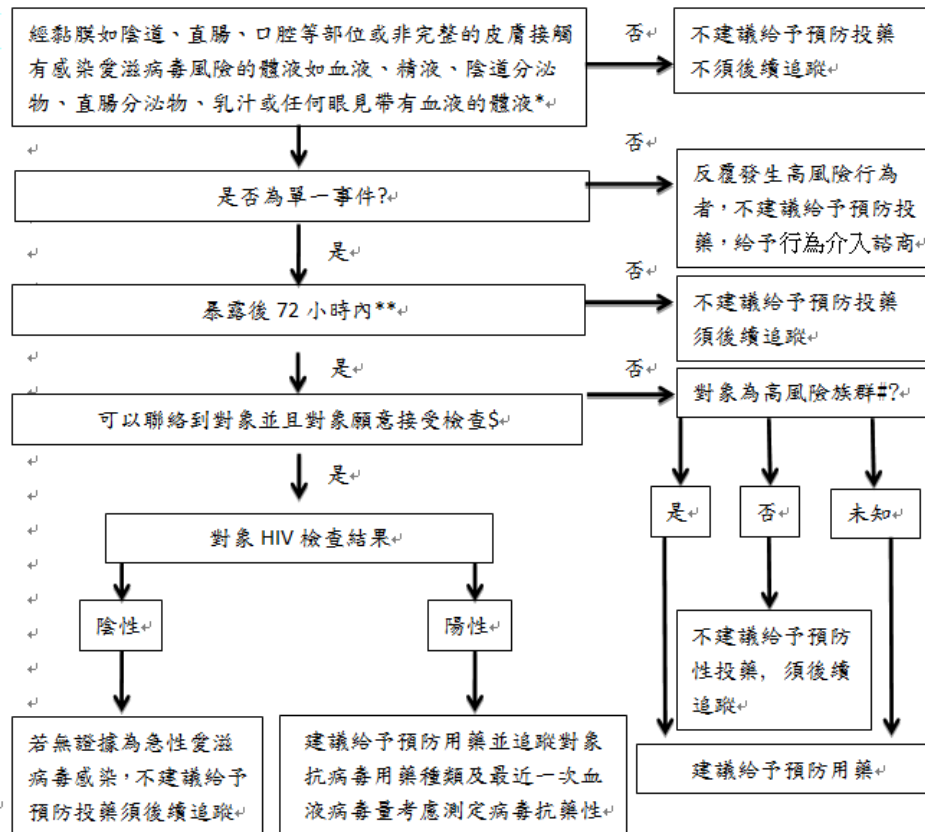 經黏膜如陰道、直腸、口腔等部位或非完整的皮膚接觸
有感染愛滋病毒風險的體液如血液、精液、陰道分泌
物、直腸分泌物、乳汁或任何眼見帶有血液的體液*
否
不建議給予預防投藥
不須後續追蹤
是否為單一事件?
否
反覆發生高風險行為
者,不建議給予預防投
藥,給予行為介入諮商
是
暴露後 72 小時內**
否
不建議給予預防投藥
須後續追蹤
是
可以聯絡到對象並且對象願意接受檢查$
否
對象為高風險族群#?
是
是
否
未知
對象 HIV 檢查結果
陰性
陽性
不建議給予預防
性投藥, 須後續
追蹤
若無證據為急性愛滋
病毒感染,不建議給予
預防投藥須後續追蹤
建議給予預防用藥並追蹤對象
抗病毒用藥種類及最近一次血
液病毒量考慮測定病毒抗藥性
建議給予預防用藥